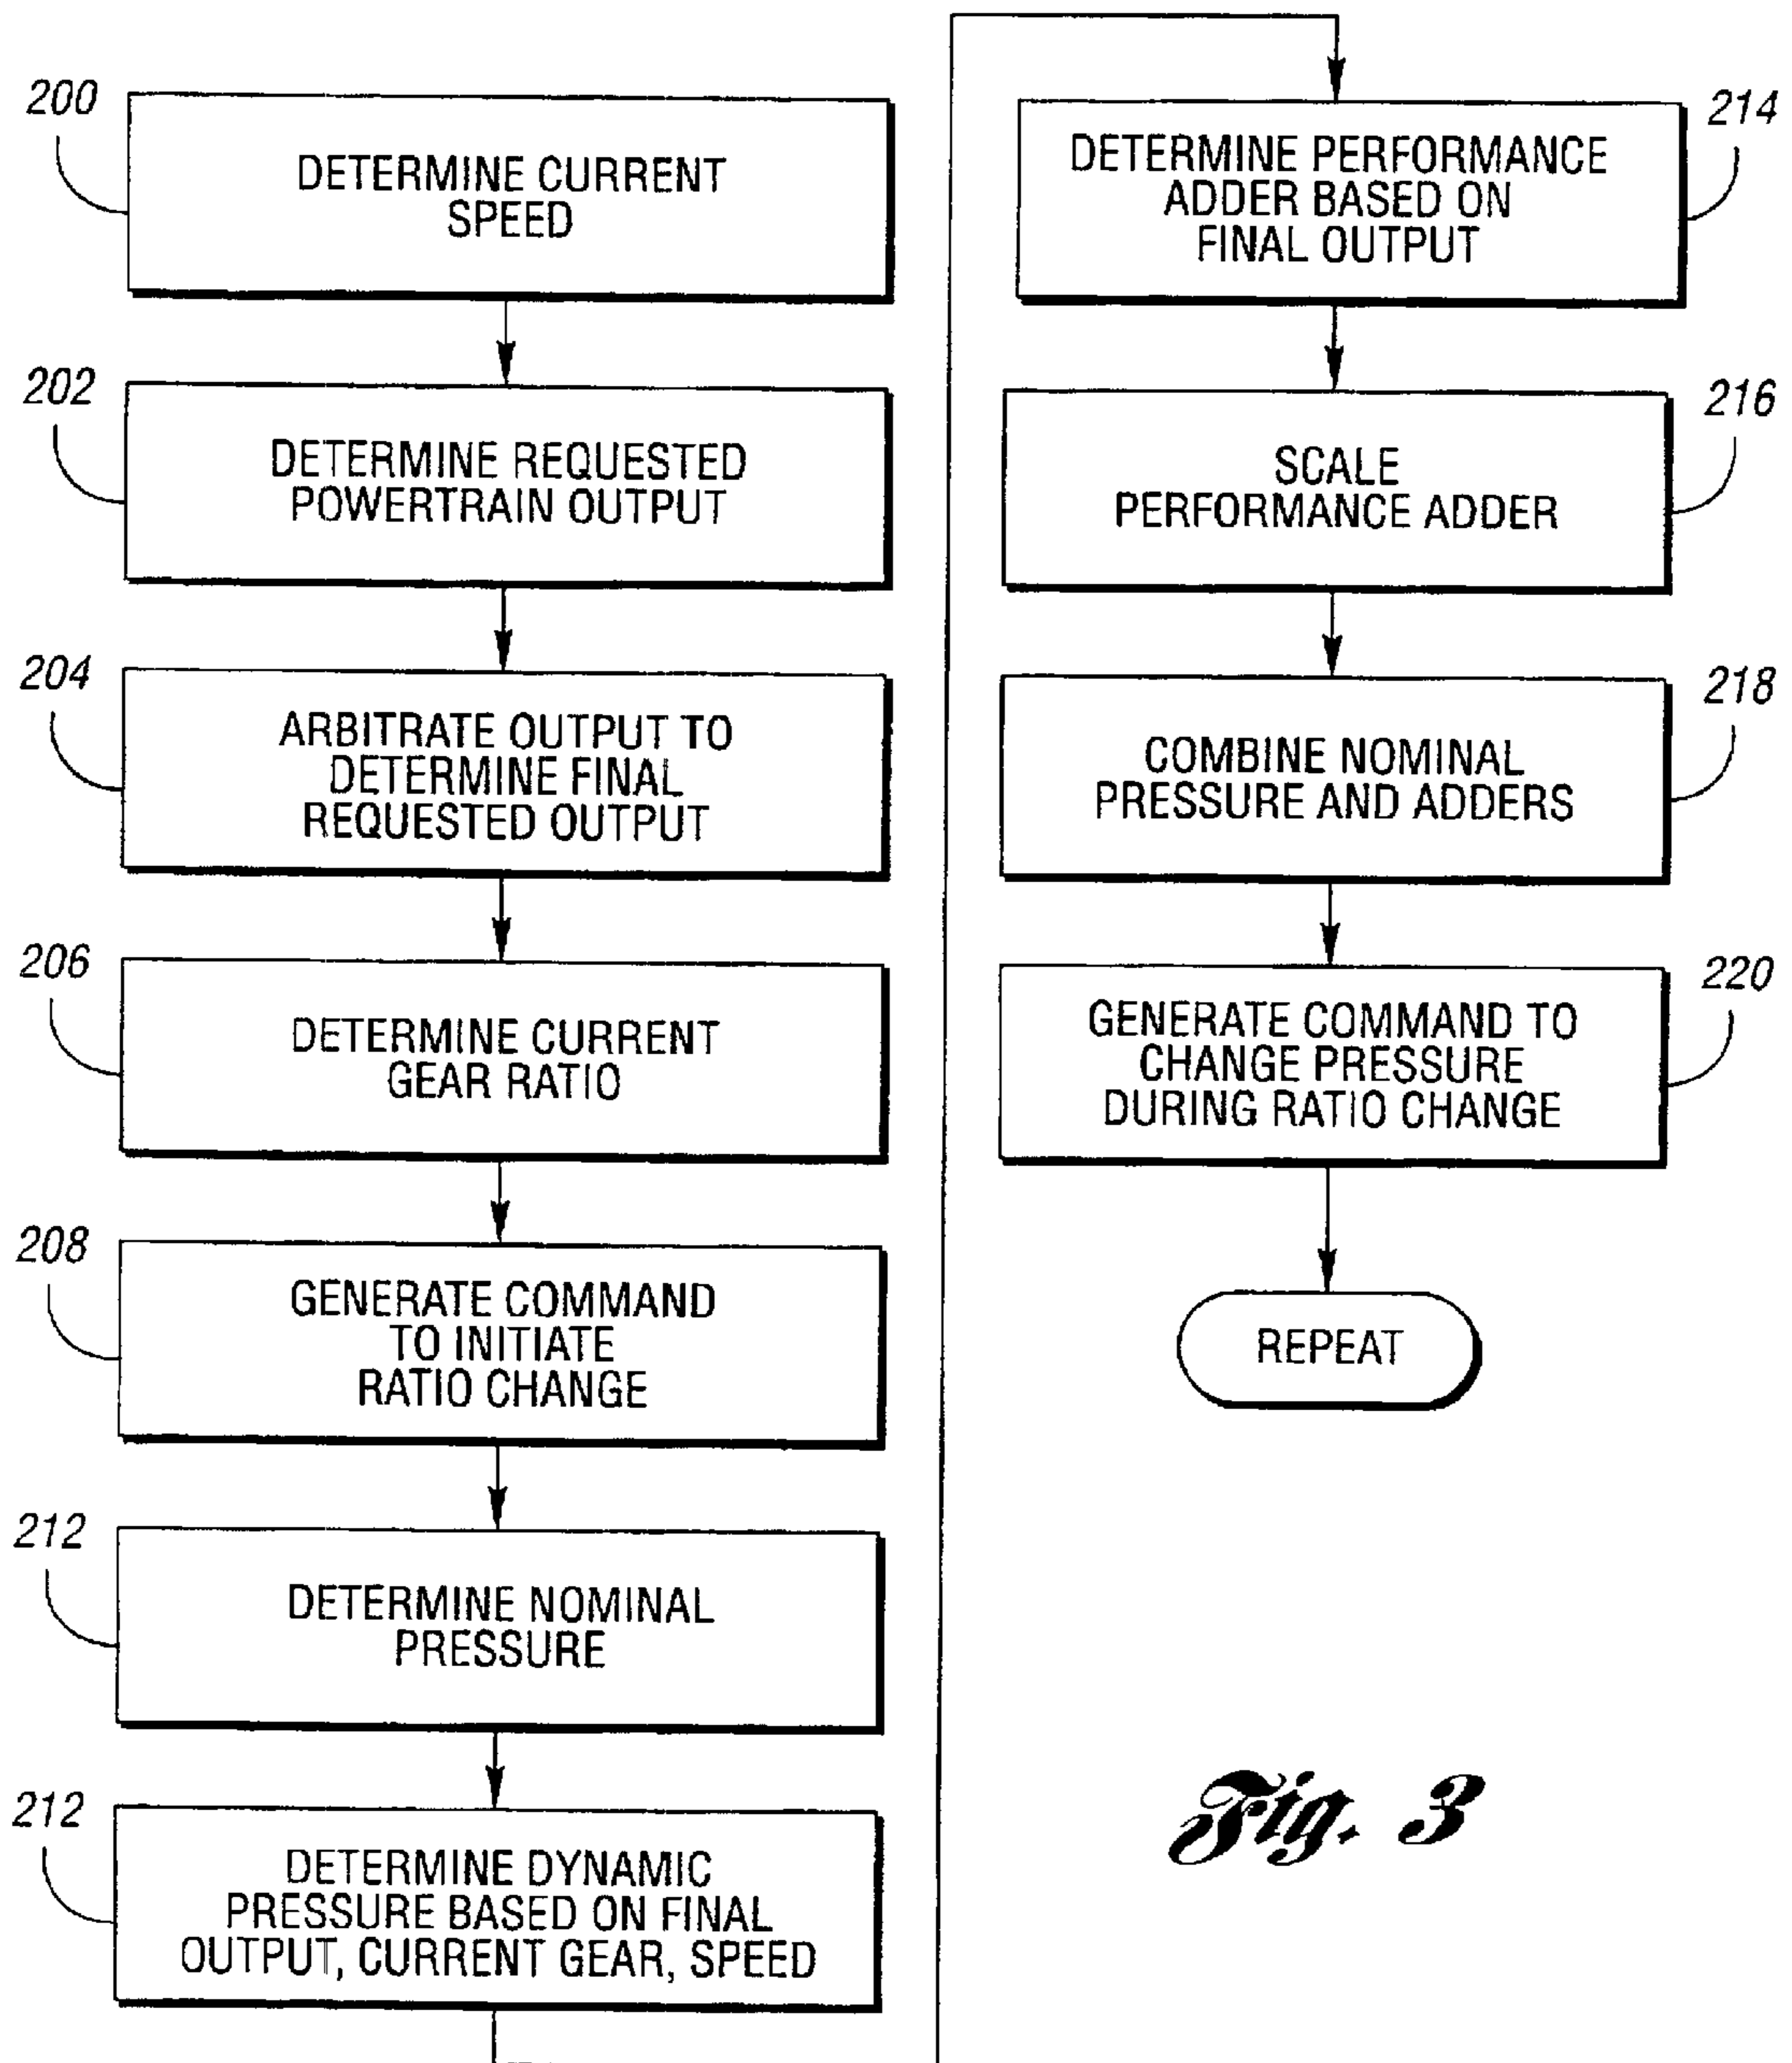 200
DETERMINE CURRENT
SPEED
202
DETERMINE REQUESTED
POWERTRAIN OUTPUT
204
ARBITRATE OUTPUT TO
DETERMINE FINAL
REQUESTED OUTPUT
206
DETERMINE CURRENT
GEAR RATIO
208
GENERATE COMMAND
TO INITIATE
RATIO CHANGE
212
DETERMINE NOMINAL
PRESSURE
212
DETERMINE DYNAMIC
PRESSURE BASED ON FINAL
OUTPUT, CURRENT GEAR, SPEED
214
DETERMINE PERFORMANCE
ADDER BASED ON
FINAL OUTPUT
216
SCALE
PERFORMANCE ADDER
218
COMBINE NOMINAL
PRESSURE AND ADDERS
220
GENERATE COMMAND TO
CHANGE PRESSURE
DURING RATIO CHANGE
REPEAT
Fig. 3